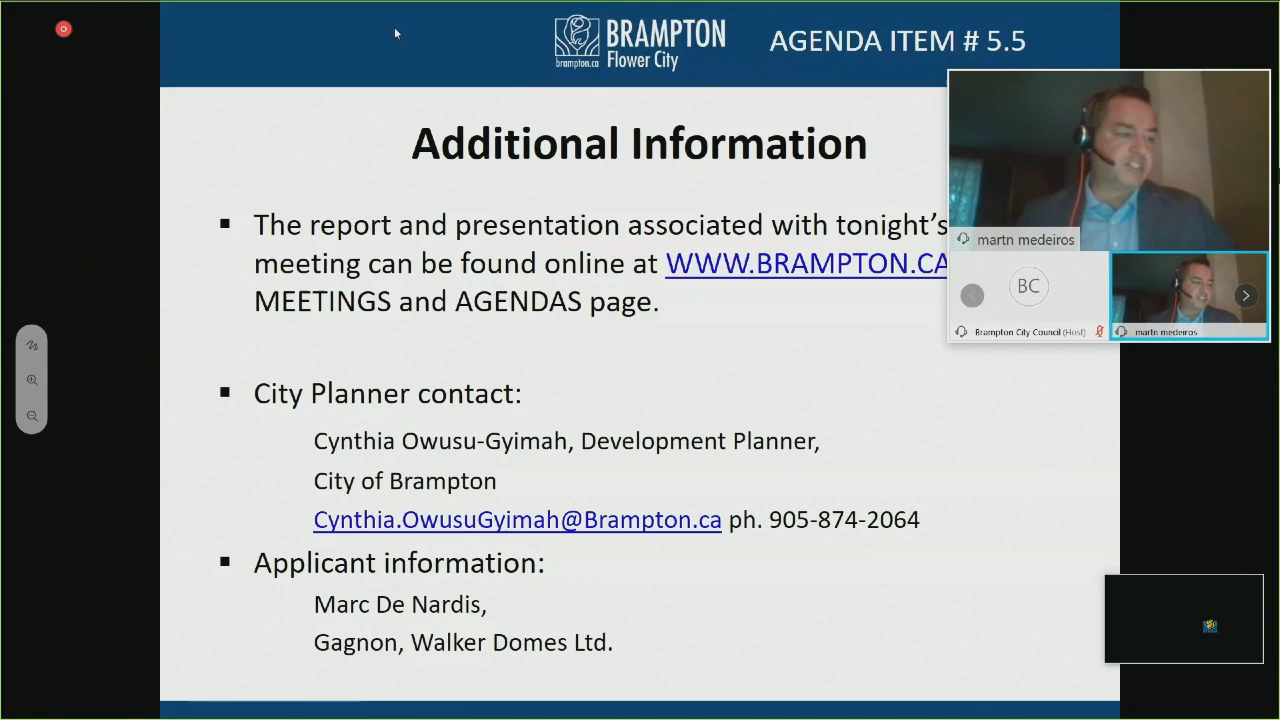 BRAMPTON
brampton.ca
Flower City
AGENDA ITEM # 5.5
Additional Information
▪ The report and presentation associated with tonight's
meeting can be found online at WWW.BRAMPTON.CA
MEETINGS and AGENDAS page.
▪ City Planner contact:
Cynthia Owusu-Gyimah, Development Planner,
City of Brampton
Cynthia.OwusuGyimah@Brampton.ca ph. 905-874-2064
▪ Applicant information:
Marc De Nardis,
Gagnon, Walker Domes Ltd.
martn medeiros
BC
Brampton City Council (Host)
martn medeiros